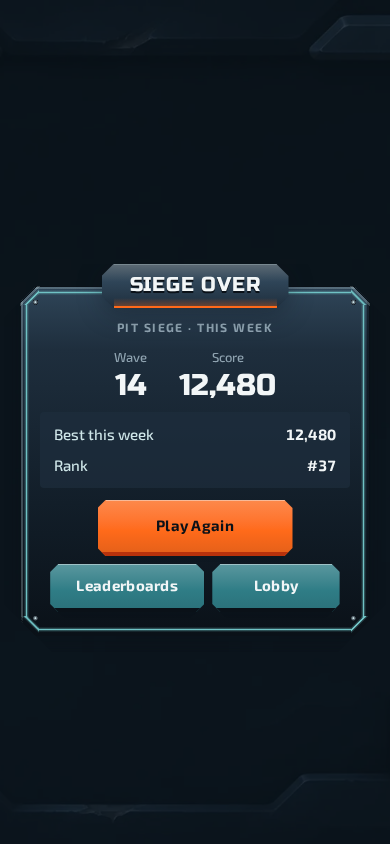 SIEGE OVER
PIT SIEGE · THIS WEEK
Wave Score
14 12,480
Best this week 12,480
Rank #37
Play Again
Leaderboards Lobby